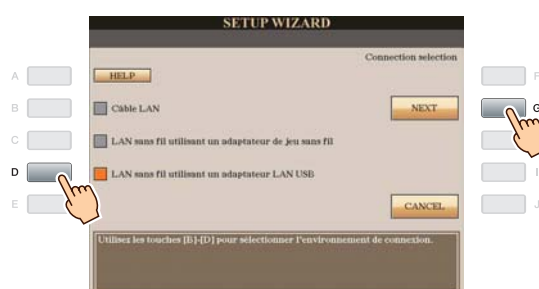 SETUP WIZARD
Connection selection
HELP
A
F
B
Câble LAN
NEXT
G
C
LAN sans fil utilisant un adaptateur de jeu sans fil
D
LAN sans fil utilisant un adaptateur LAN USB
I
E
CANCEL
J
Utilisez les touches [B]-[D] pour sélectionner l'environnement de connexion.